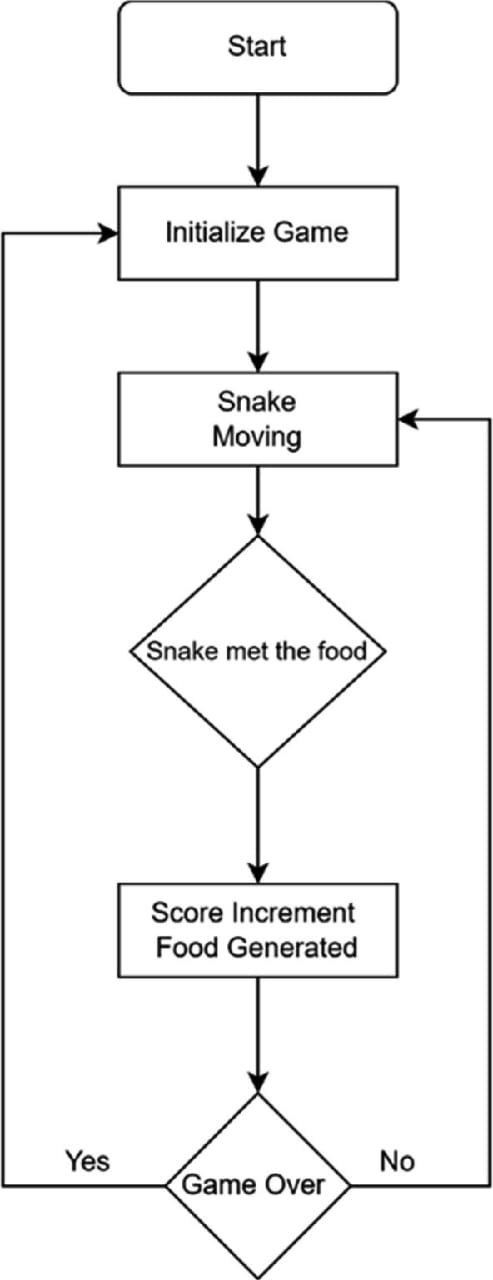 Start
Initialize Game
Snake
Moving
Snake met the food
Score Increment
Food Generated
Yes
Game Over
No